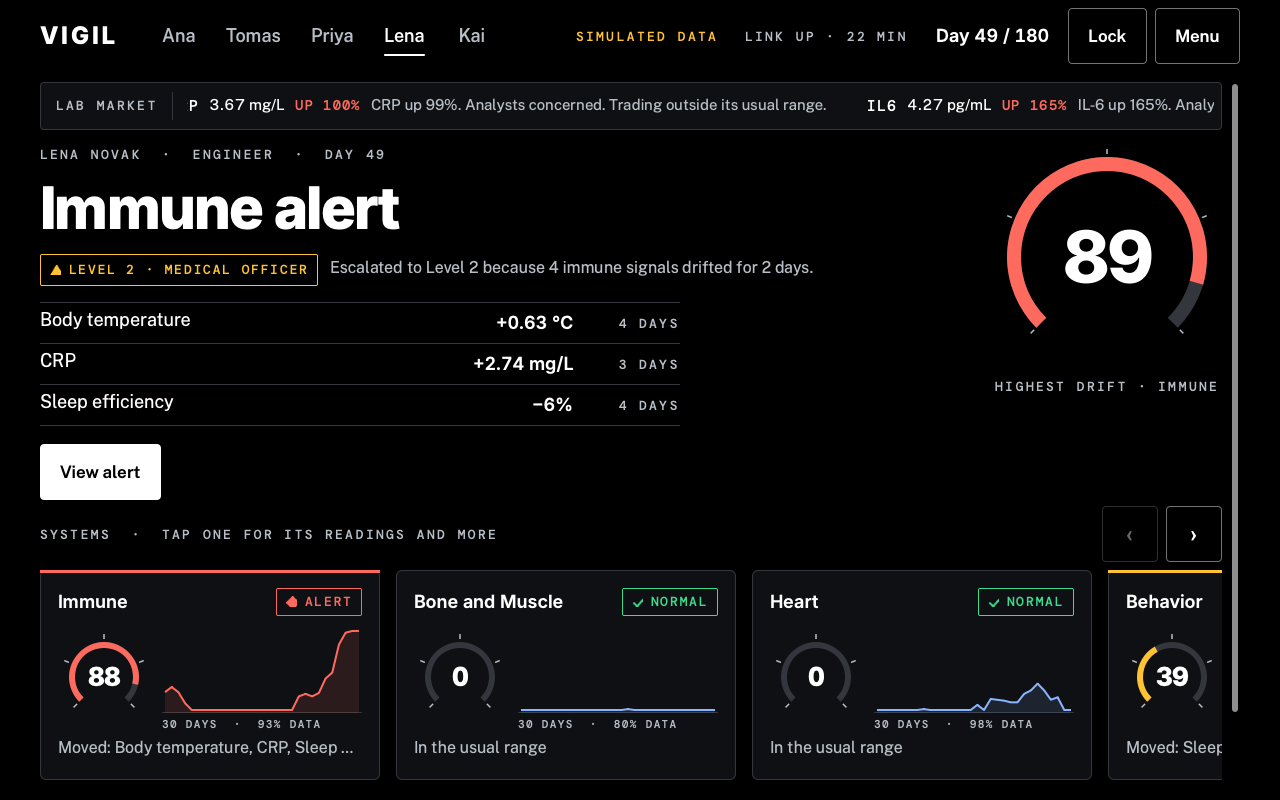 VIGIL Ana Tomas Priya Lena Kai SIMULATED DATA LINK UP · 22 MIN Day 49 / 180 Lock Menu
LAB MARKET P 3.67 mg/L UP 100% CRP up 99%. Analysts concerned. Trading outside its usual range. IL6 4.27 pg/mL UP 165% IL-6 up 165%. Analy
LENA NOVAK · ENGINEER · DAY 49
Immune alert
LEVEL 2 · MEDICAL OFFICER Escalated to Level 2 because 4 immune signals drifted for 2 days.
Body temperature +0.63 °C 4 DAYS
CRP +2.74 mg/L 3 DAYS
Sleep efficiency −6% 4 DAYS
View alert
89
HIGHEST DRIFT · IMMUNE
SYSTEMS · TAP ONE FOR ITS READINGS AND MORE ‹ ›
Immune ALERT
88
30 DAYS · 93% DATA
Moved: Body temperature, CRP, Sleep ...
Bone and Muscle NORMAL
0
30 DAYS · 80% DATA
In the usual range
Heart NORMAL
0
30 DAYS · 98% DATA
In the usual range
Behavior
39
Moved: Sleep